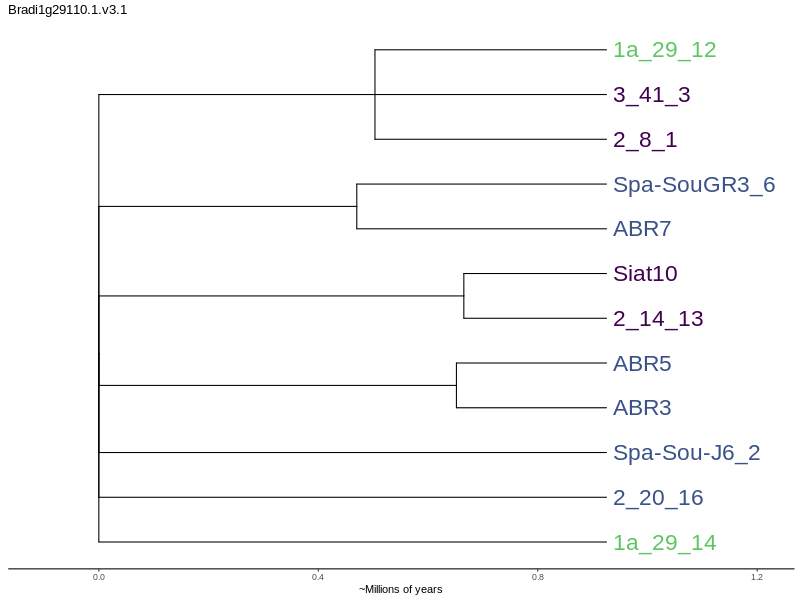 Bradi1g29110.1.v3.1
1a_29_12
3_41_3
2_8_1
Spa-SouGR3_6
ABR7
Siat10
2_14_13
ABR5
ABR3
Spa-Sou-J6_2
2_20_16
1a_29_14
0.0 0.4 0.8 1.2
~Millions of years